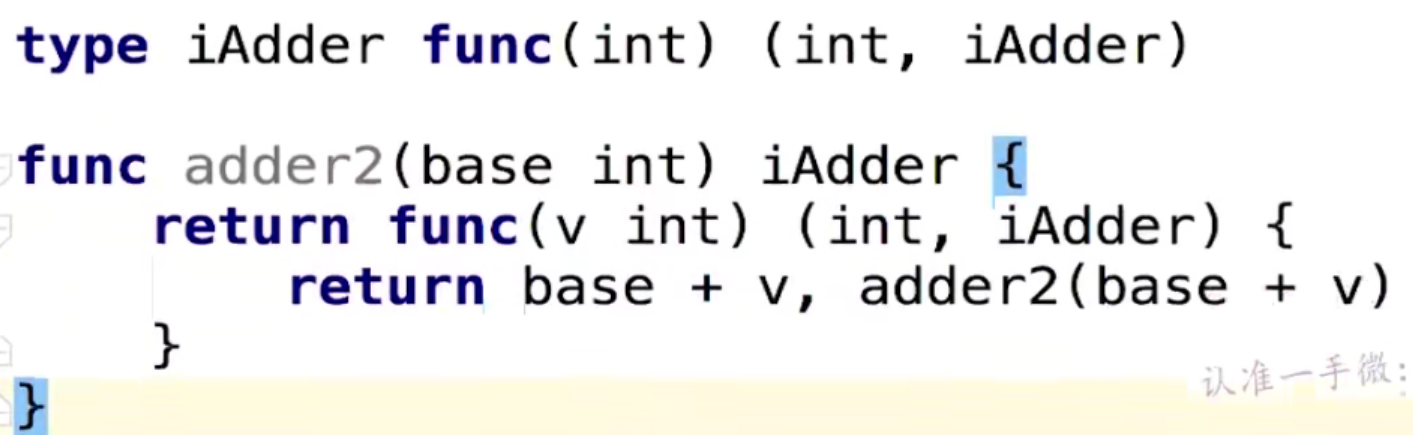 type iAdder func(int) (int, iAdder)
func adder2(base int) iAdder {
return func(v int) (int, iAdder) {
return base + v, adder2(base + v)
}
认准一手微:
}